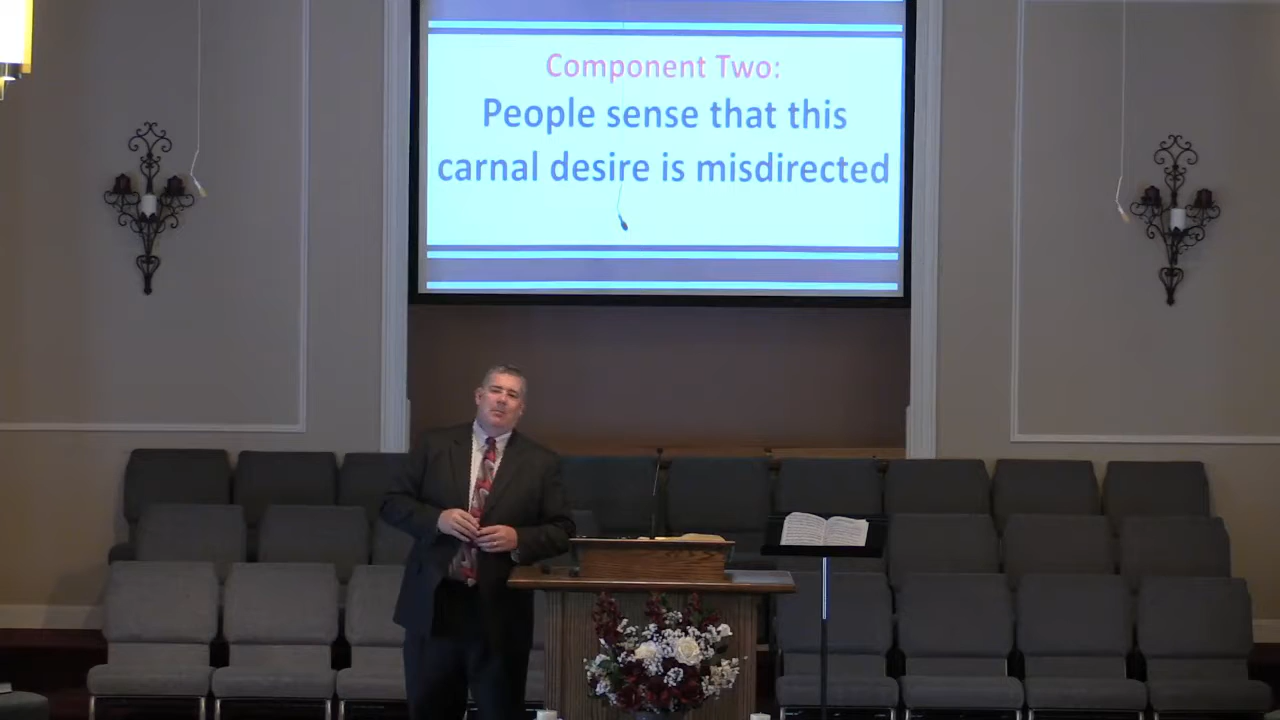 Component Two:
People sense that this
carnal desire is misdirected